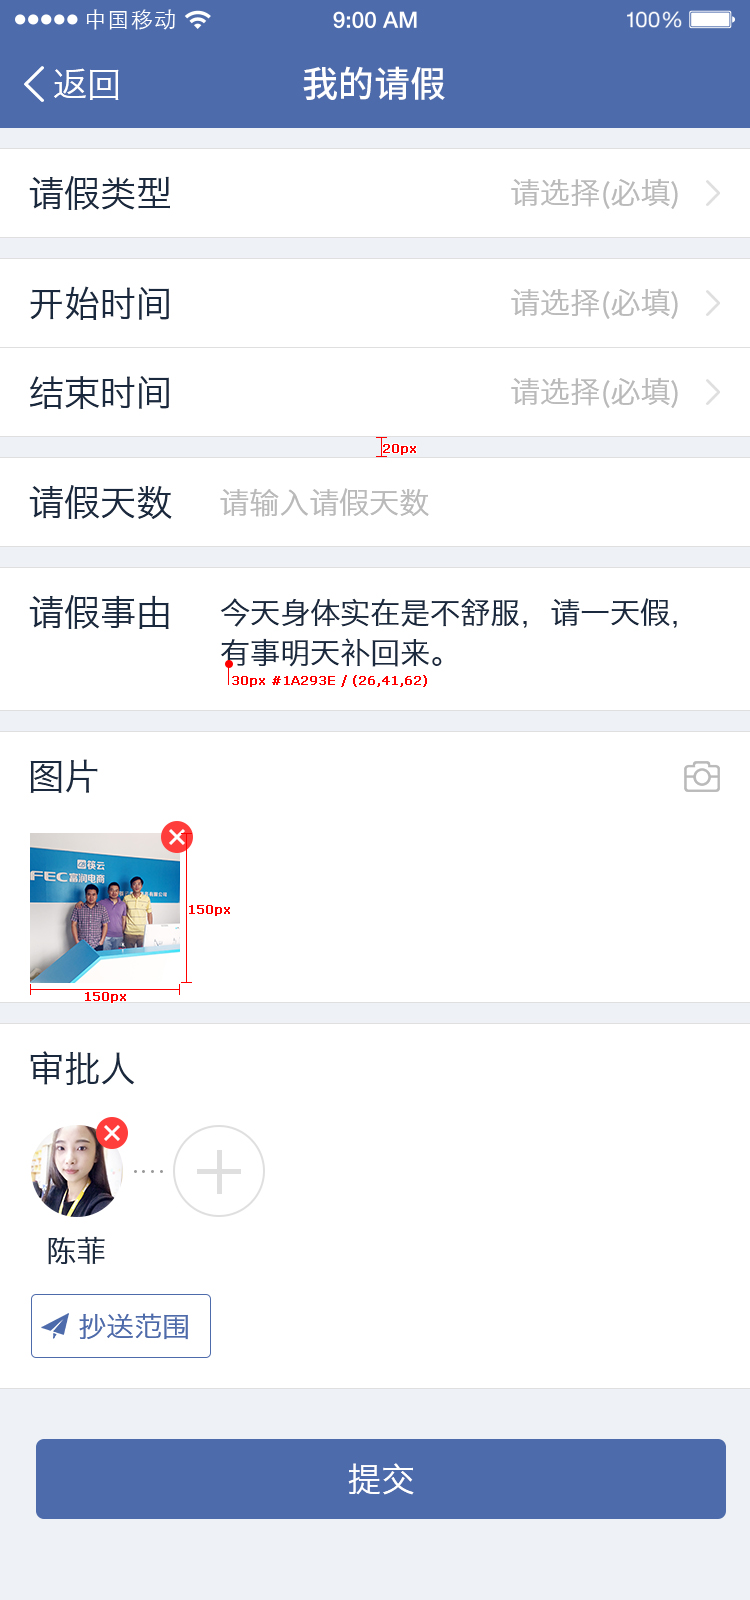 中国移动 9:00 AM 100%
返回 我的请假
请假类型 请选择(必填)
开始时间 请选择(必填)
结束时间 请选择(必填)
20px
请假天数 请输入请假天数
请假事由 今天身体实在是不舒服，请一天假，
有事明天补回来。
30px #1A293E / (26,41,62)
图片
筷云
FEC 富润电商
150px
150px
审批人
陈菲
抄送范围
提交